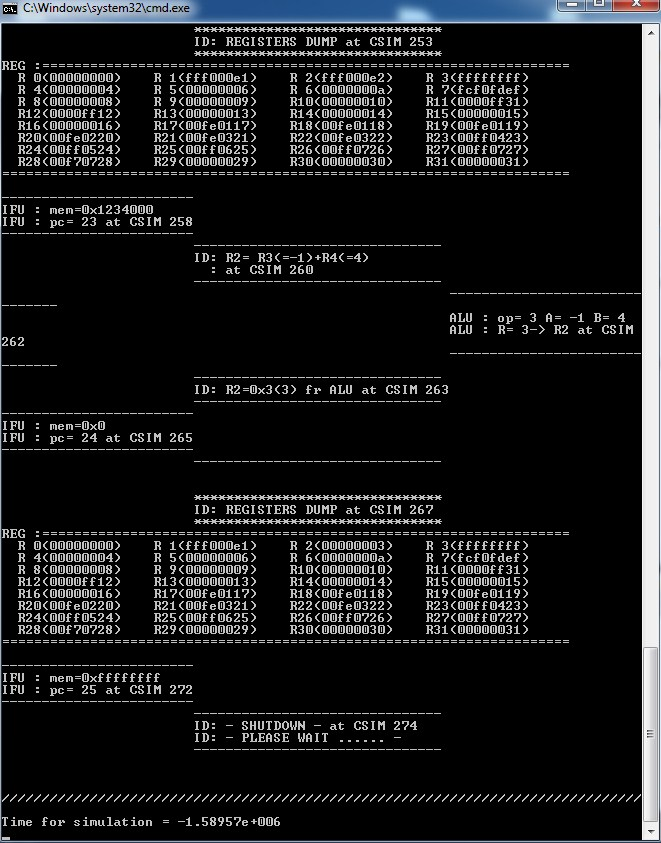 C:\Windows\system32\cmd.exe
*******************************
ID: REGISTERS DUMP at CSIM 253
*******************************
REG :==================================================================
R 0(00000000) R 1(fff000e1) R 2(fff000e2) R 3(ffffffff)
R 4(00000004) R 5(00000006) R 6(0000000a) R 7(fcf0fdef)
R 8(00000008) R 9(00000009) R10(00000010) R11(0000ff31)
R12(0000ff12) R13(00000013) R14(00000014) R15(00000015)
R16(00000016) R17(00fe0117) R18(00fe0118) R19(00fe0119)
R20(00fe0220) R21(00fe0321) R22(00fe0322) R23(00ff0423)
R24(00ff0524) R25(00ff0625) R26(00ff0726) R27(00ff0727)
R28(00f70728) R29(00000029) R30(00000030) R31(00000031)
=======================================================================
------------------------
IFU : mem=0x1234000
IFU : pc= 23 at CSIM 258
------------------------
-------------------------------
ID: R2= R3(=-1)+R4(=4)
: at CSIM 260
-------------------------------
------------------------
-------
ALU : op= 3 A= -1 B= 4
ALU : R= 3-> R2 at CSIM
262
------------------------
-------
-------------------------------
ID: R2=0x3(3) fr ALU at CSIM 263
-------------------------------
------------------------
IFU : mem=0x0
IFU : pc= 24 at CSIM 265
------------------------
-------------------------------
*******************************
ID: REGISTERS DUMP at CSIM 267
*******************************
REG :==================================================================
R 0(00000000) R 1(fff000e1) R 2(00000003) R 3(ffffffff)
R 4(00000004) R 5(00000006) R 6(0000000a) R 7(fcf0fdef)
R 8(00000008) R 9(00000009) R10(00000010) R11(0000ff31)
R12(0000ff12) R13(00000013) R14(00000014) R15(00000015)
R16(00000016) R17(00fe0117) R18(00fe0118) R19(00fe0119)
R20(00fe0220) R21(00fe0321) R22(00fe0322) R23(00ff0423)
R24(00ff0524) R25(00ff0625) R26(00ff0726) R27(00ff0727)
R28(00f70728) R29(00000029) R30(00000030) R31(00000031)
=======================================================================
------------------------
IFU : mem=0xffffffff
IFU : pc= 25 at CSIM 272
------------------------
-------------------------------
ID: - SHUTDOWN - at CSIM 274
ID: - PLEASE WAIT ...... -
-------------------------------
////////////////////////////////////////////////////////////////////////////////
Time for simulation = -1.58957e+006